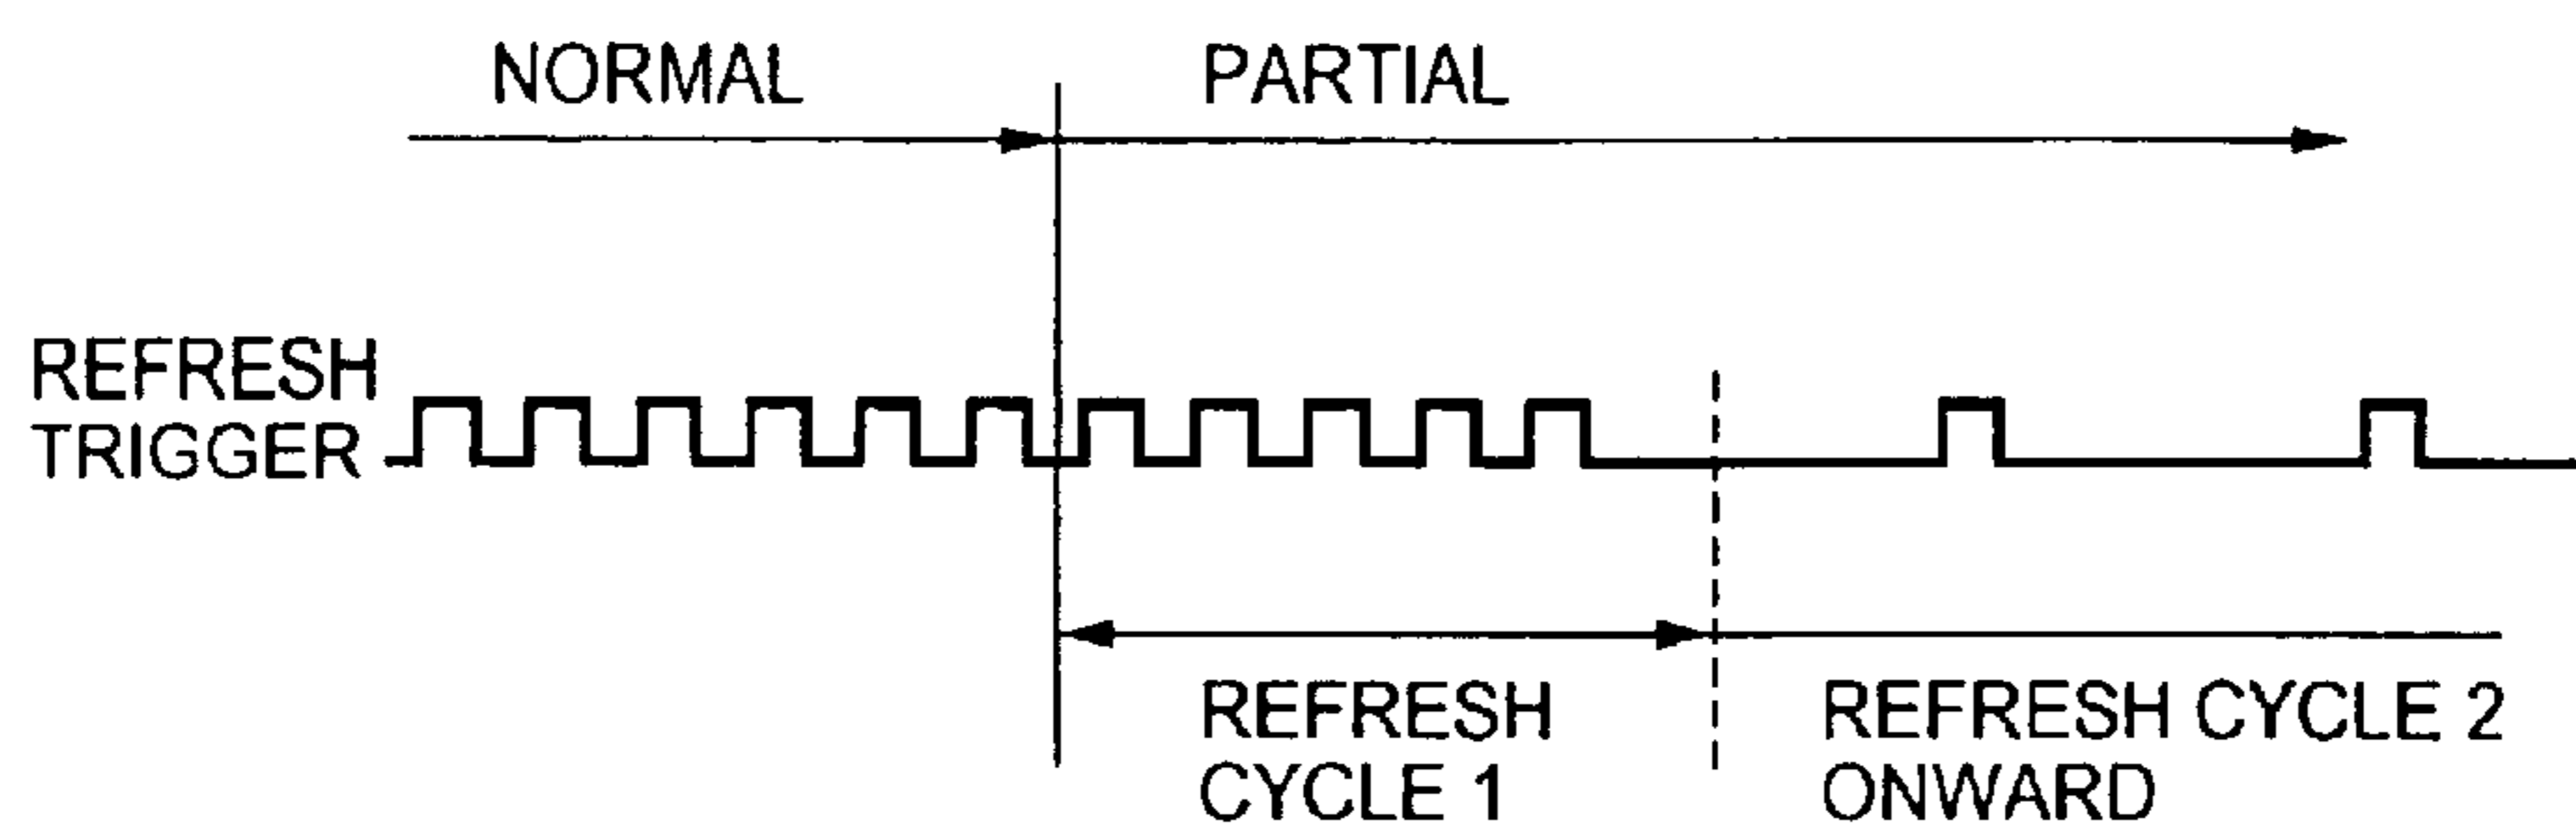 NORMAL
PARTIAL
REFRESH
TRIGGER
REFRESH
CYCLE 1
REFRESH CYCLE 2
ONWARD